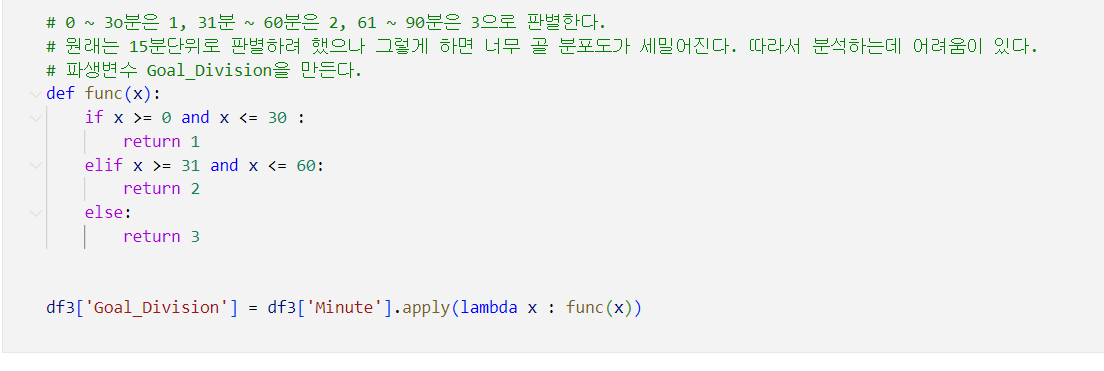 # 0 ~ 3o분은 1, 31분 ~ 60분은 2, 61 ~ 90분은 3으로 판별한다.
# 원래는 15분단위로 판별하려 했으나 그렇게 하면 너무 골 분포도가 세밀어진다. 따라서 분석하는데 어려움이 있다.
# 파생변수 Goal_Division을 만든다.
def func(x):
    if x >= 0 and x <= 30 :
        return 1
    elif x >= 31 and x <= 60:
        return 2
    else:
        return 3
df3['Goal_Division'] = df3['Minute'].apply(lambda x : func(x))